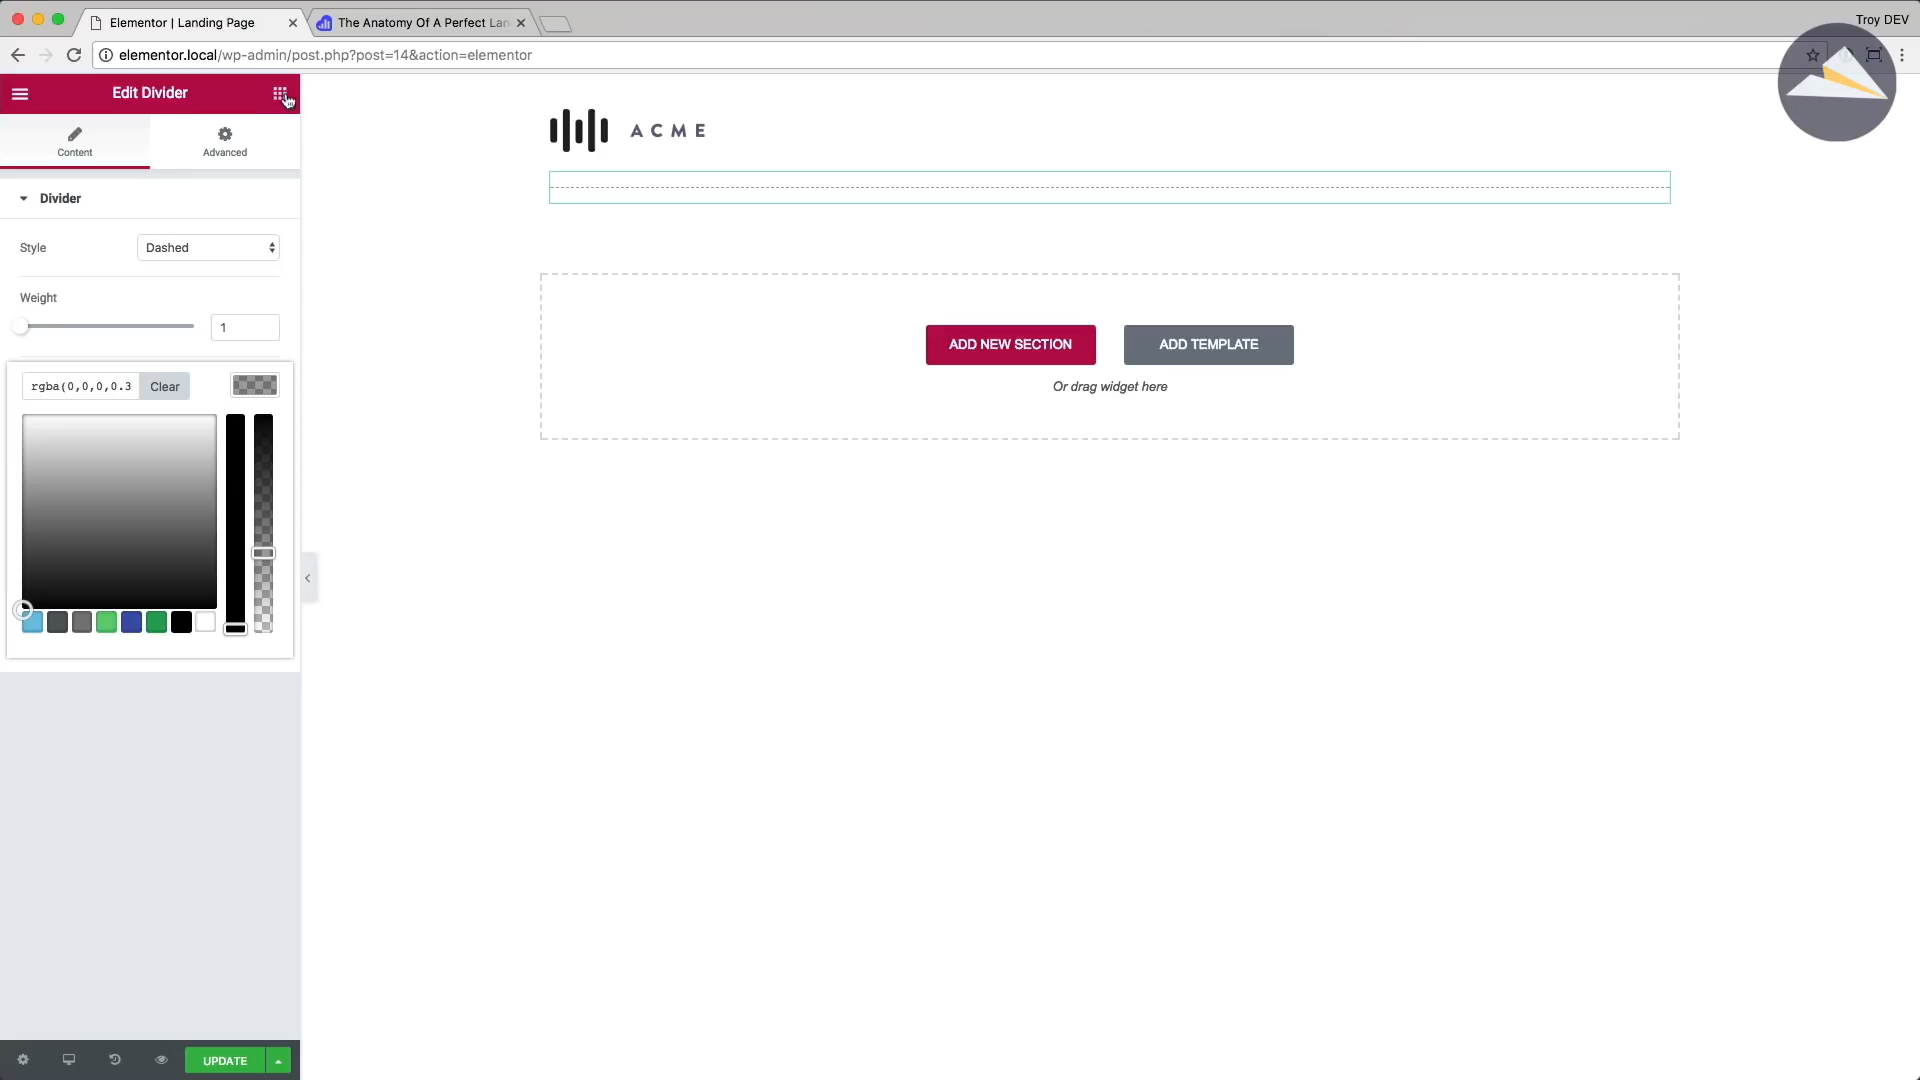 Elementor | Landing Page
The Anatomy Of A Perfect Lan
Troy DEV
elementor.local/wp-admin/post.php?post=14&action=elementor
Edit Divider
Content
Advanced
Divider
Style
Dashed
Weight
1
rgba(0,0,0,0.3
Clear
UPDATE
ACME
ADD NEW SECTION
ADD TEMPLATE
Or drag widget here